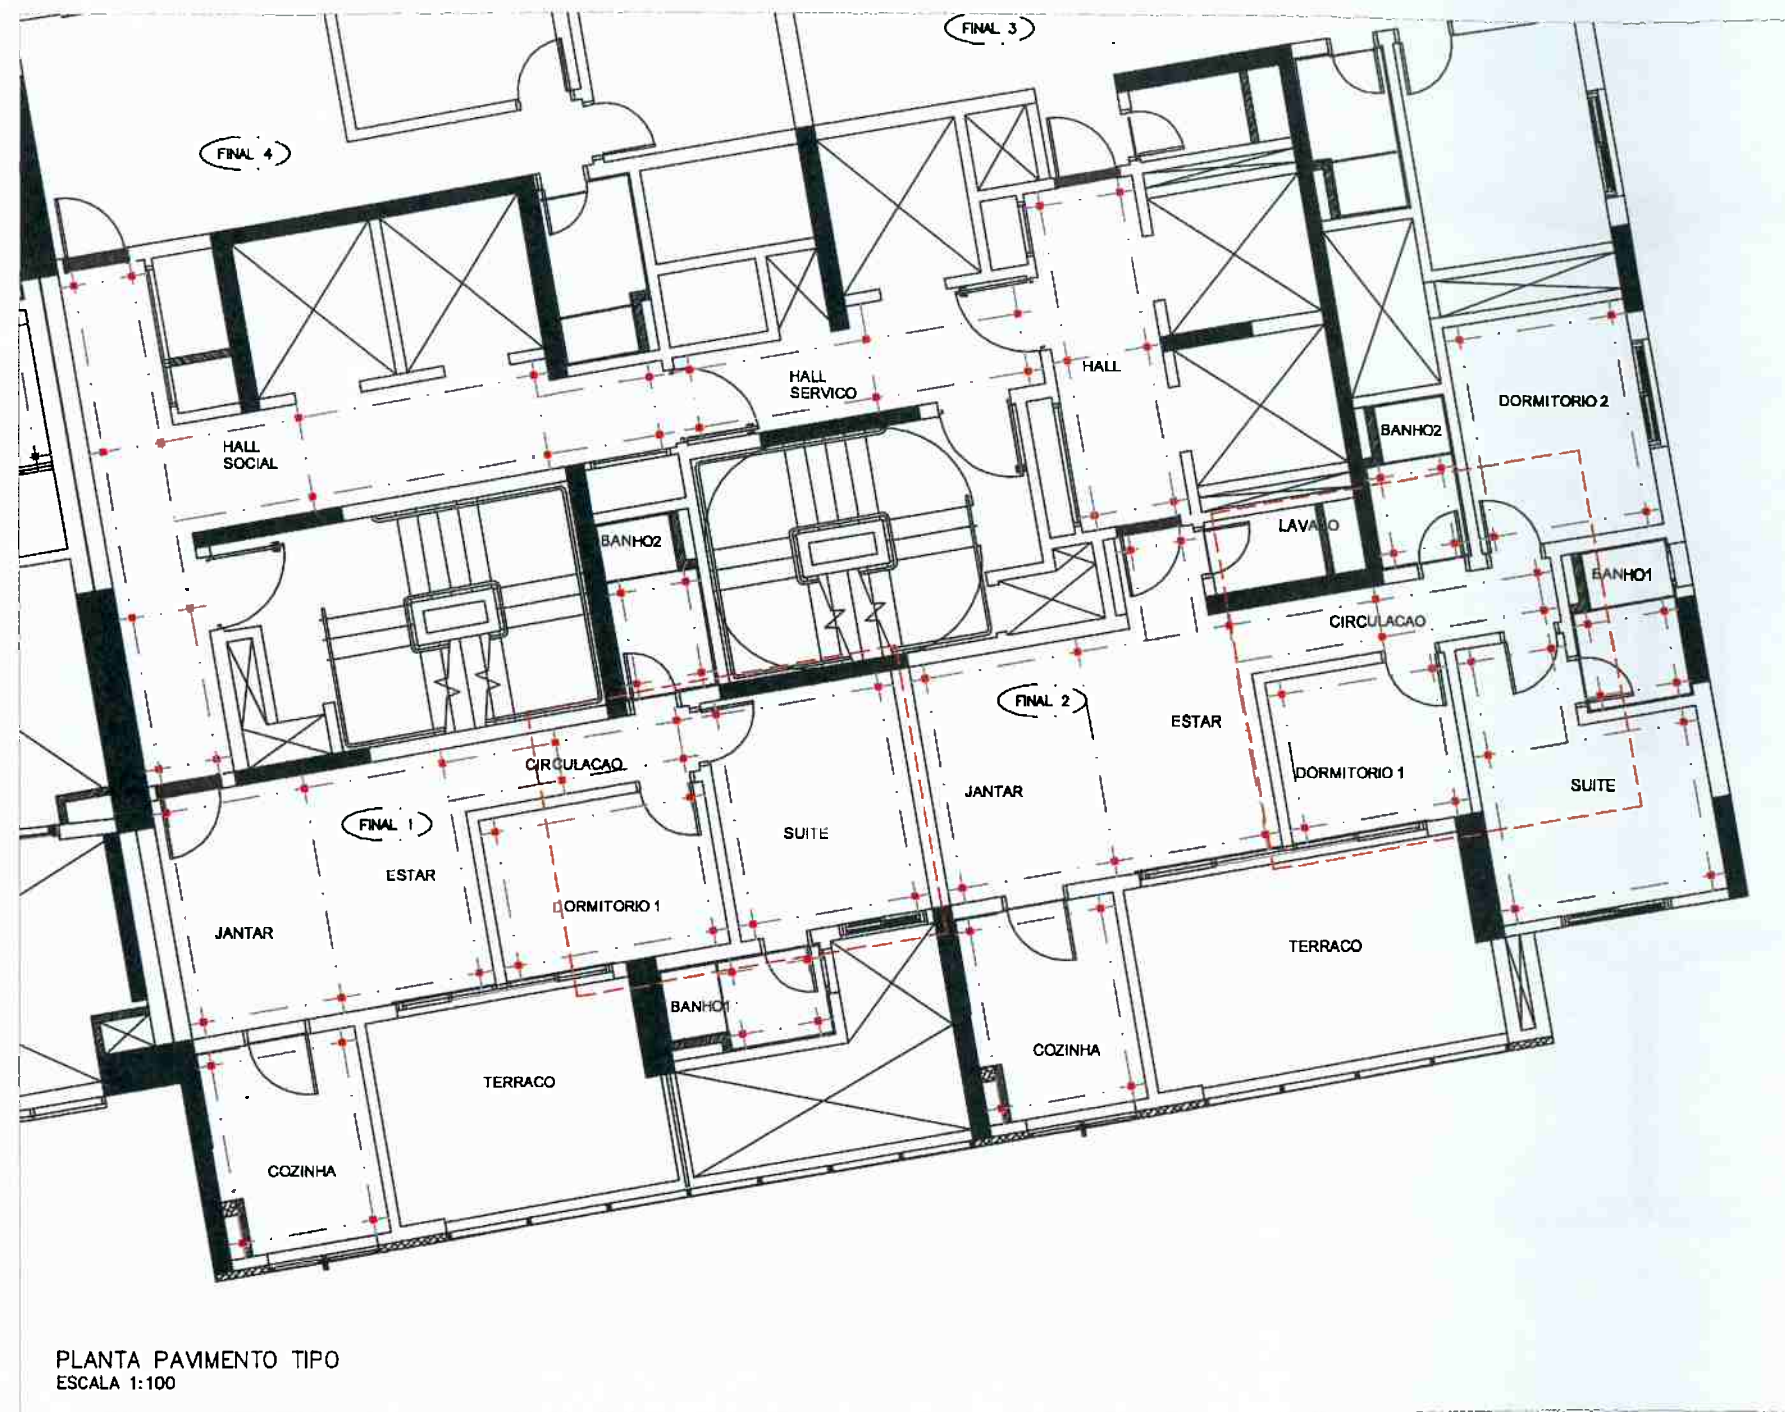 FINAL 3
FINAL 4
HALL
SERVICO
HALL
HALL
SOCIAL
DORMITORIO 2
BANHO2
LAVABO
BANHO2
BANHO1
CIRCULACAO
FINAL 2
ESTAR
JANTAR
DORMITORIO 1
SUITE
CIRCULACAO
FINAL 1
SUITE
ESTAR
DORMITORIO 1
JANTAR
TERRACO
BANHO1
COZINHA
TERRACO
COZINHA
PLANTA PAVIMENTO TIPO
ESCALA 1:100